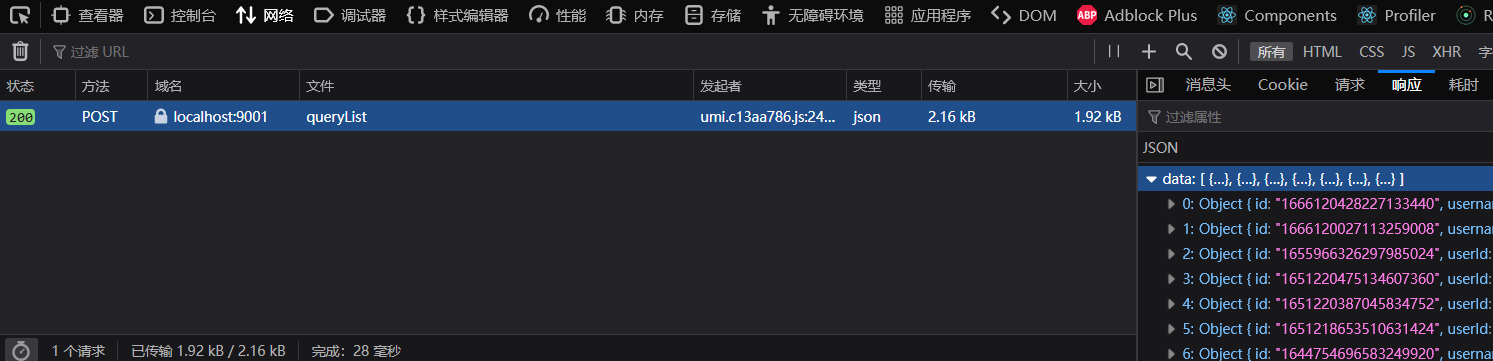 查看器 控制台 网络 调试器 样式编辑器 性能 内存 存储 无障碍环境 应用程序 DOM ABP Adblock Plus Components Profiler R
过滤 URL 所有 HTML CSS JS XHR 字
状态 方法 域名 文件 发起者 类型 传输 大小 消息头 Cookie 请求 响应 耗时
200 POST localhost:9001 queryList umi.c13aa786.js:24... json 2.16 kB 1.92 kB 过滤属性
JSON
data: [ {…}, {…}, {…}, {…}, {…}, {…}, {…} ]
0: Object { id: "1666120428227133440", userna
1: Object { id: "1666120027113259008", userna
2: Object { id: "1655966326297985024", userId:
3: Object { id: "1651220475134607360", userId:
4: Object { id: "1651220387045834752", userId:
5: Object { id: "1651218653510631424", userId:
6: Object { id: "1644754696583249920", userId:
1 个请求 已传输 1.92 kB / 2.16 kB 完成：28 毫秒